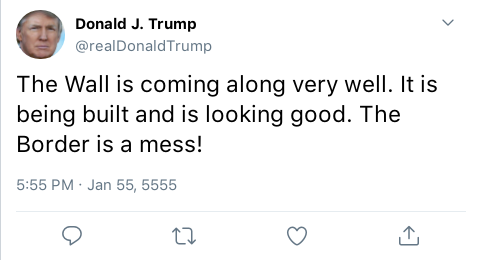 Donald J. Trump
@realDonaldTrump
The Wall is coming along very well. It is
being built and is looking good. The
Border is a mess!
5:55 PM · Jan 55, 5555